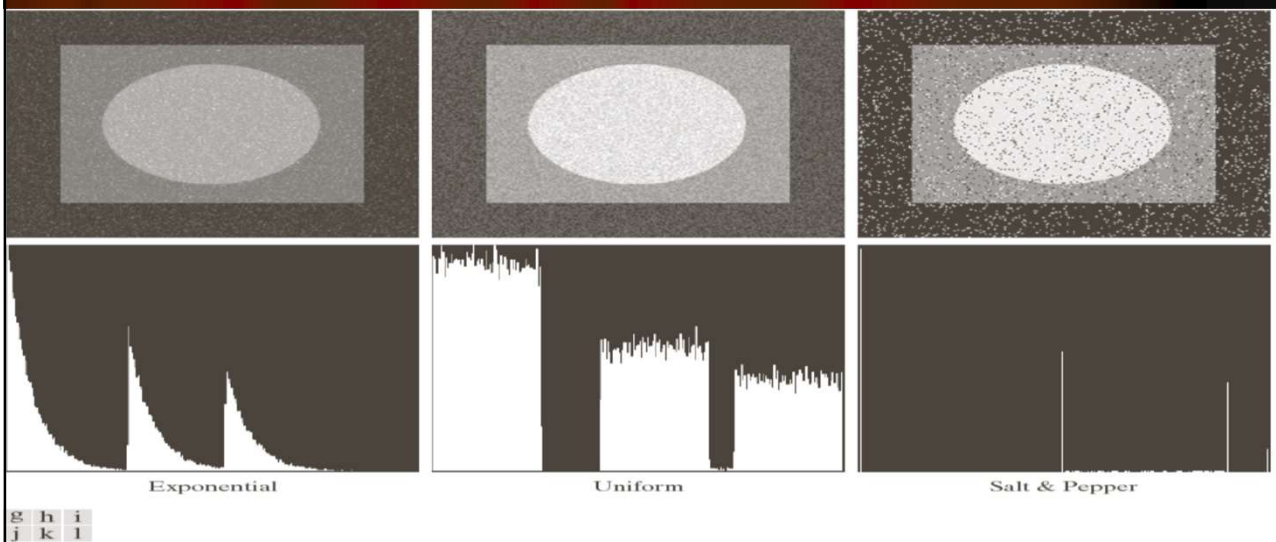 Exponential
Uniform
Salt & Pepper
g h i
j k l